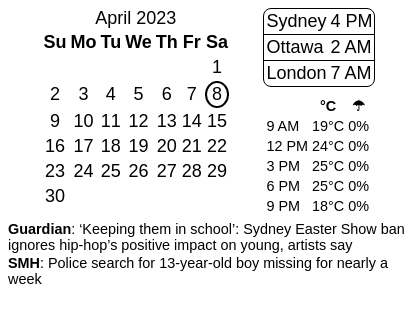 April 2023
Su Mo Tu We Th Fr Sa
1
2 3 4 5 6 7 8
9 10 11 12 13 14 15
16 17 18 19 20 21 22
23 24 25 26 27 28 29
30
Sydney 4 PM
Ottawa 2 AM
London 7 AM
°C ☂
9 AM 19°C 0%
12 PM 24°C 0%
3 PM 25°C 0%
6 PM 25°C 0%
9 PM 18°C 0%
Guardian: ‘Keeping them in school’: Sydney Easter Show ban
ignores hip-hop’s positive impact on young, artists say
SMH: Police search for 13-year-old boy missing for nearly a
week